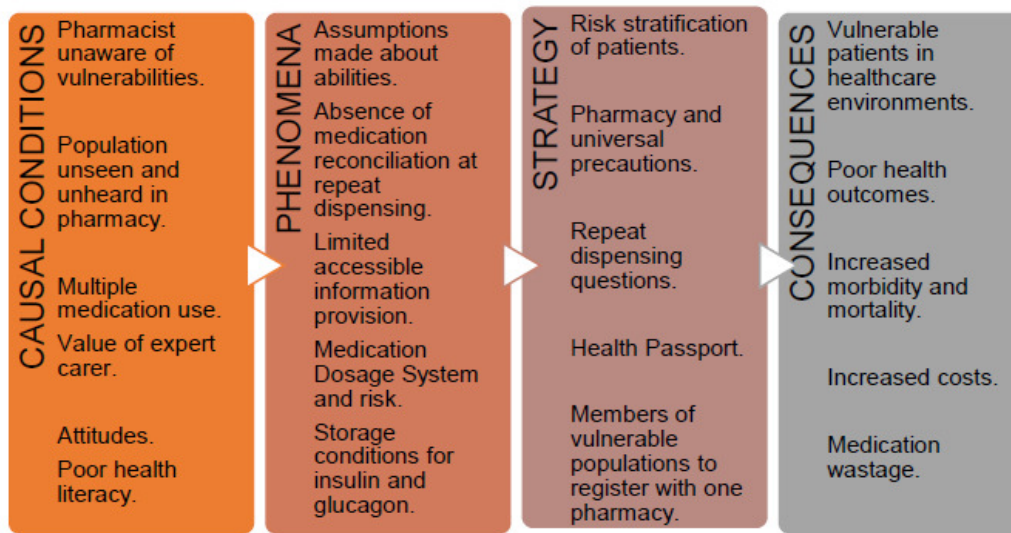 CAUSAL CONDITIONS
Pharmacist
unaware of
vulnerabilities.
Population
unseen and
unheard in
pharmacy.
Multiple
medication use.
Value of expert
carer.
Attitudes.
Poor health
literacy.
PHENOMENA
Assumptions
made about
abilities.
Absence of
medication
reconciliation at
repeat
dispensing.
Limited
accessible
information
provision.
Medication
Dosage System
and risk.
Storage
conditions for
insulin and
glucagon.
STRATEGY
Risk stratification
of patients.
Pharmacy and
universal
precautions.
Repeat
dispensing
questions.
Health Passport.
Members of
vulnerable
populations to
register with one
pharmacy.
CONSEQUENCES
Vulnerable
patients in
healthcare
environments.
Poor health
outcomes.
Increased
morbidity and
mortality.
Increased costs.
Medication
wastage.